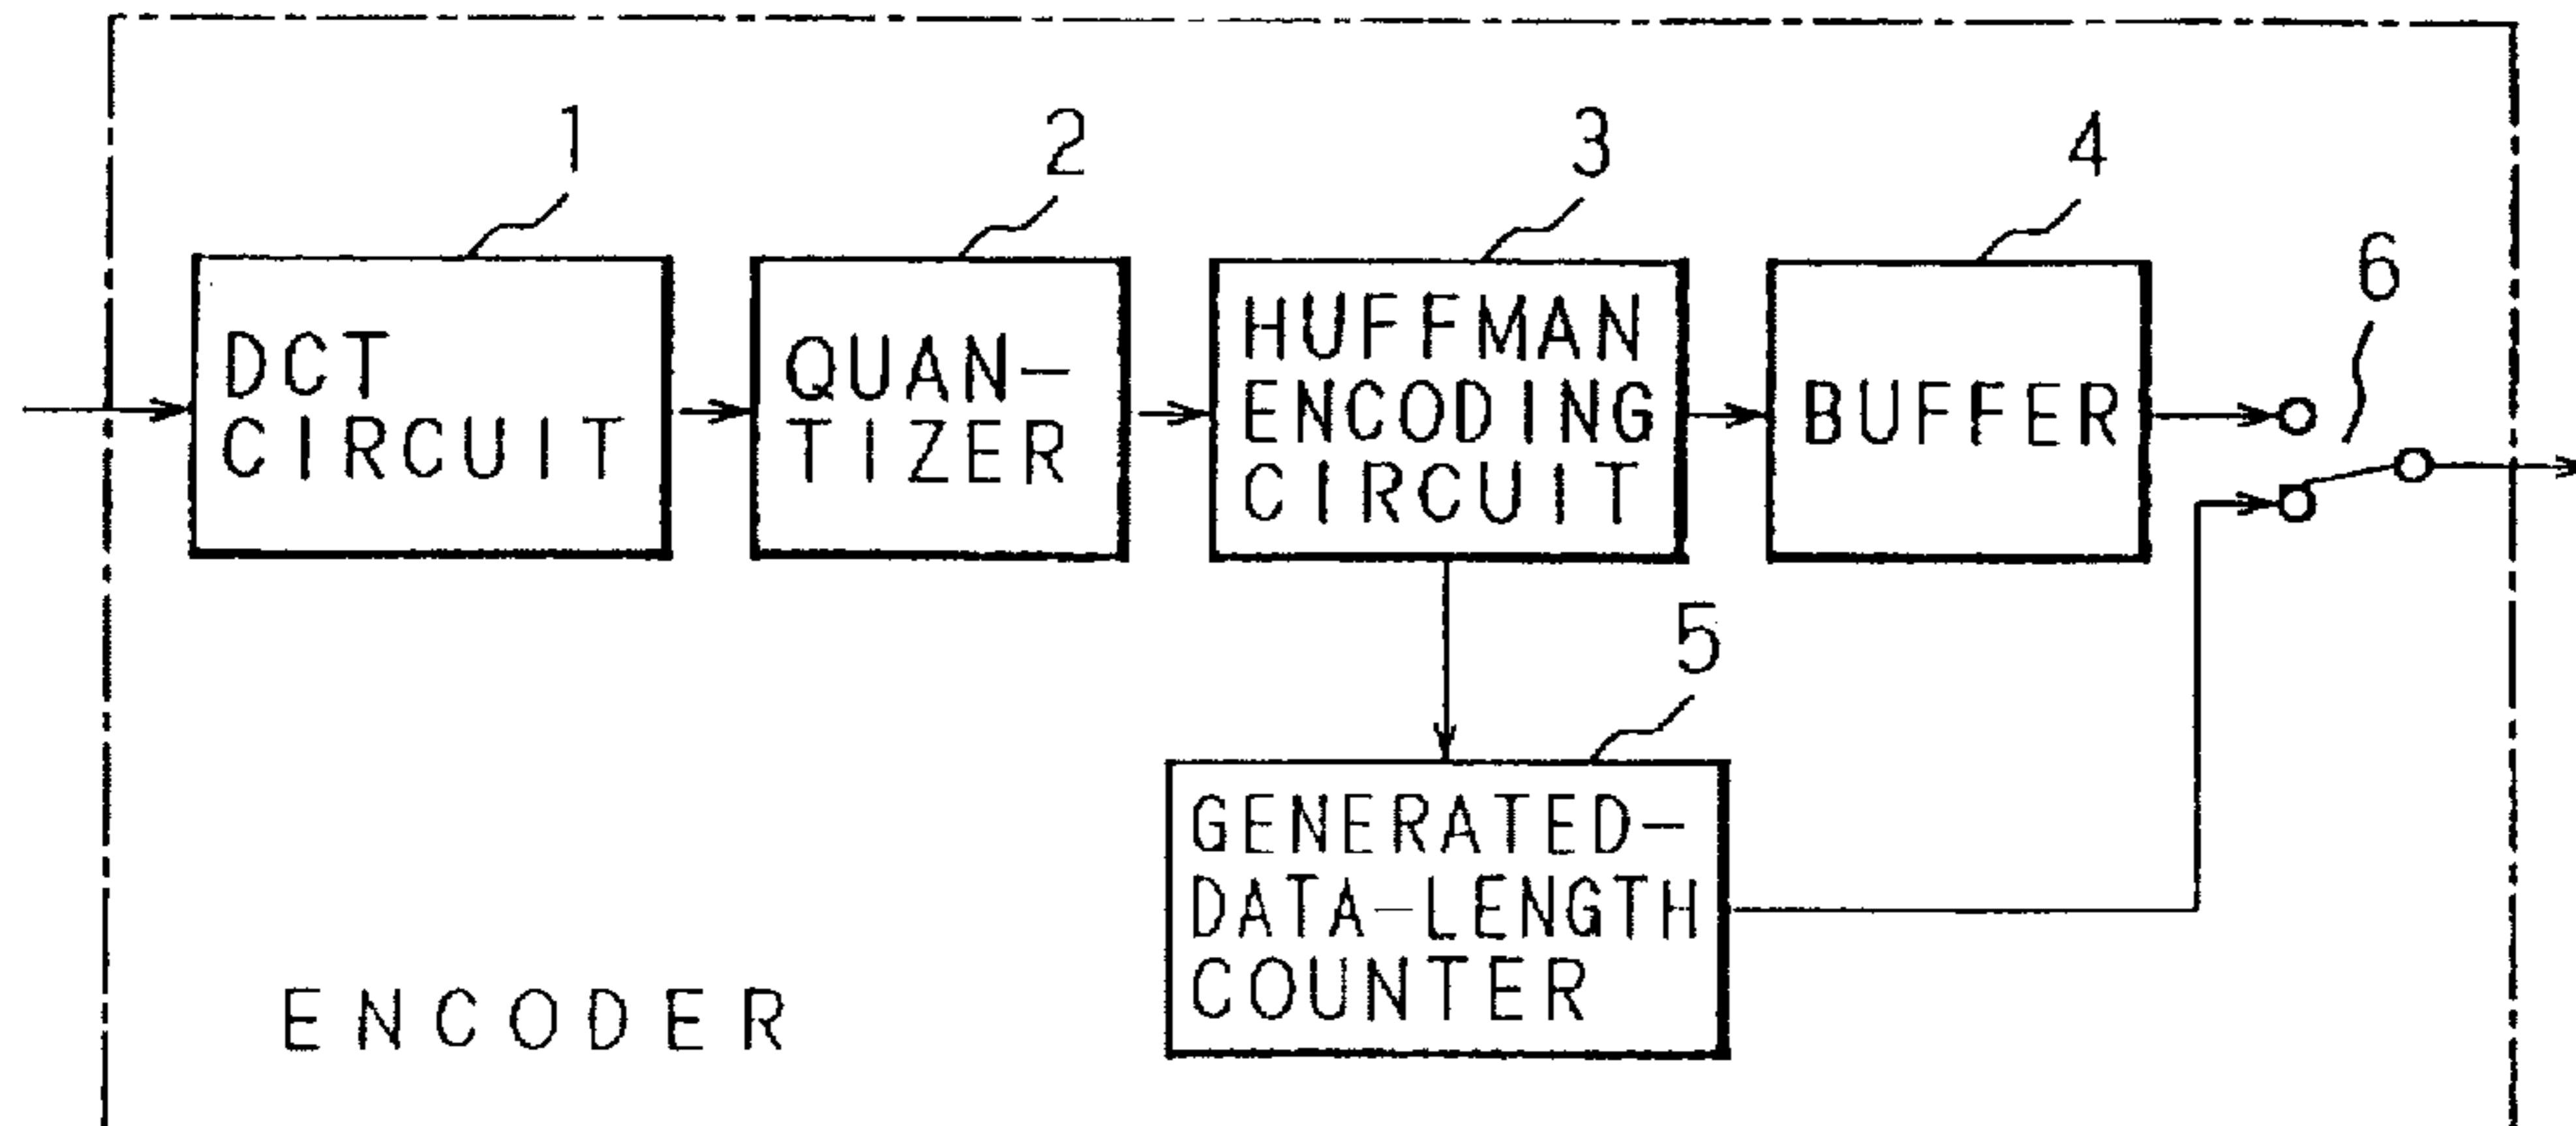 1
2
3
4
6
DCT
CIRCUIT
QUAN-
TIZER
HUFFMAN
ENCODING
CIRCUIT
BUFFER
5
GENERATED-
DATA-LENGTH
COUNTER
ENCODER